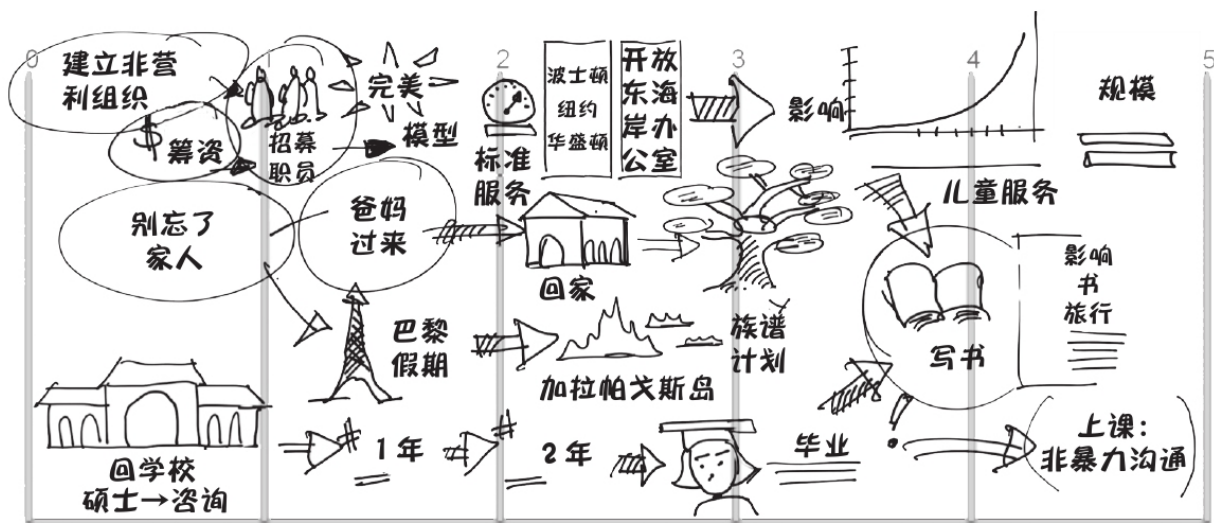 0
1
2
3
4
5
建立非营
利组织
$
筹资
招募
职员
完美
模型
标准
服务
波士顿
纽约
华盛顿
开放
东海
岸办
公室
影响
规模
儿童服务
别忘了
家人
爸妈
过来
回家
族谱
计划
巴黎
假期
加拉帕戈斯岛
写书
影响
书
旅行
回学校
硕士→咨询
1年
2年
毕业
上课：
非暴力沟通